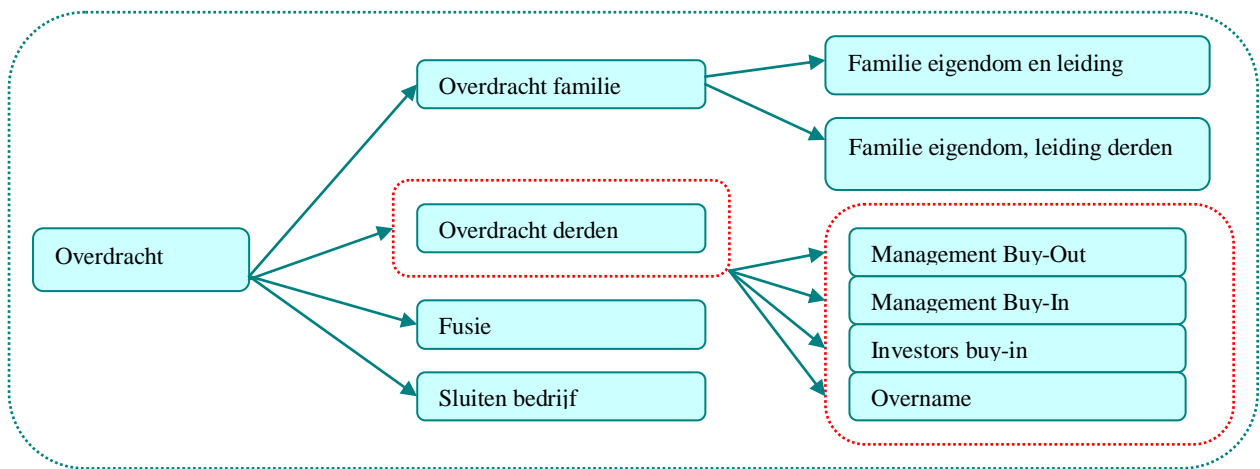 Overdracht
Overdracht familie
Overdracht derden
Fusie
Sluiten bedrijf
Familie eigendom en leiding
Familie eigendom, leiding derden
Management Buy-Out
Management Buy-In
Investors buy-in
Overname